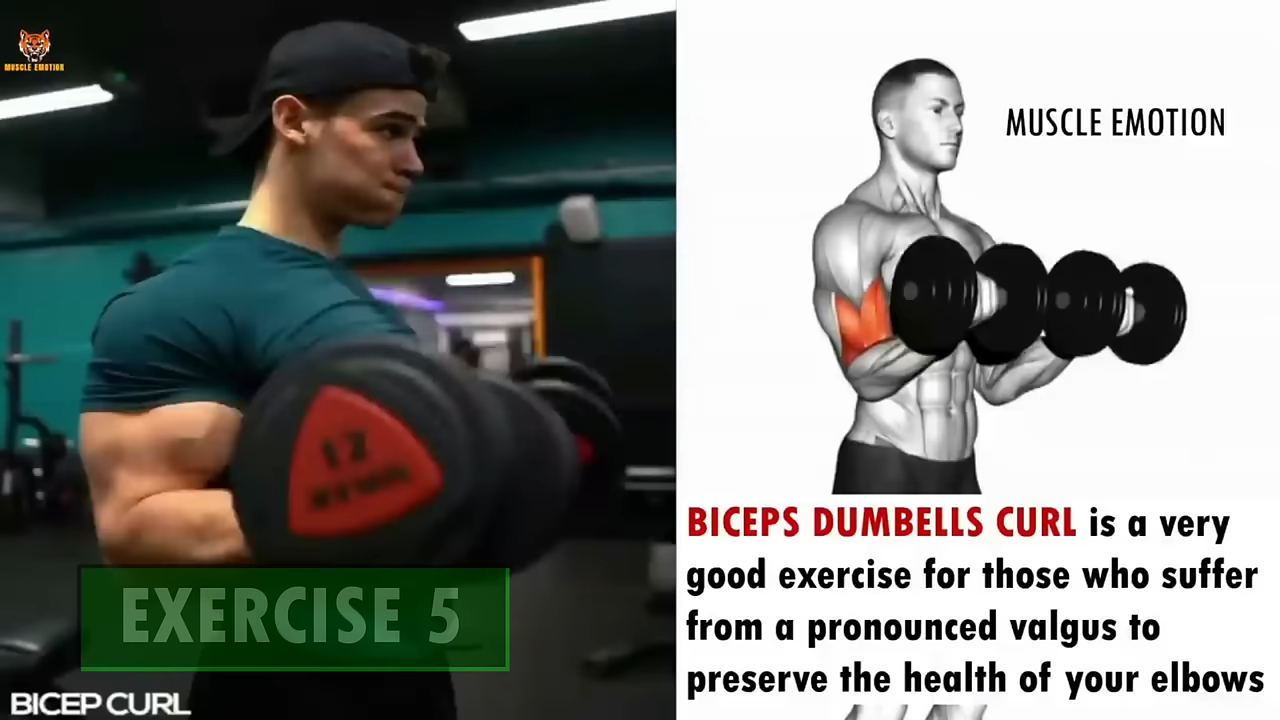 MUSCLE EMOTION
MUSCLE EMOTION
12
EXERCISE 5
BICEP CURL
BICEPS DUMBELLS CURL is a very
good exercise for those who suffer
from a pronounced valgus to
preserve the health of your elbows